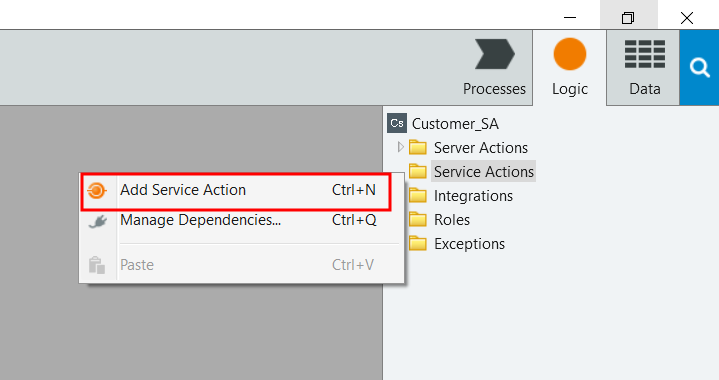 Processes Logic Data
Cs Customer_SA
Server Actions
Service Actions
Integrations
Roles
Exceptions
Add Service Action Ctrl+N
Manage Dependencies... Ctrl+Q
Paste Ctrl+V